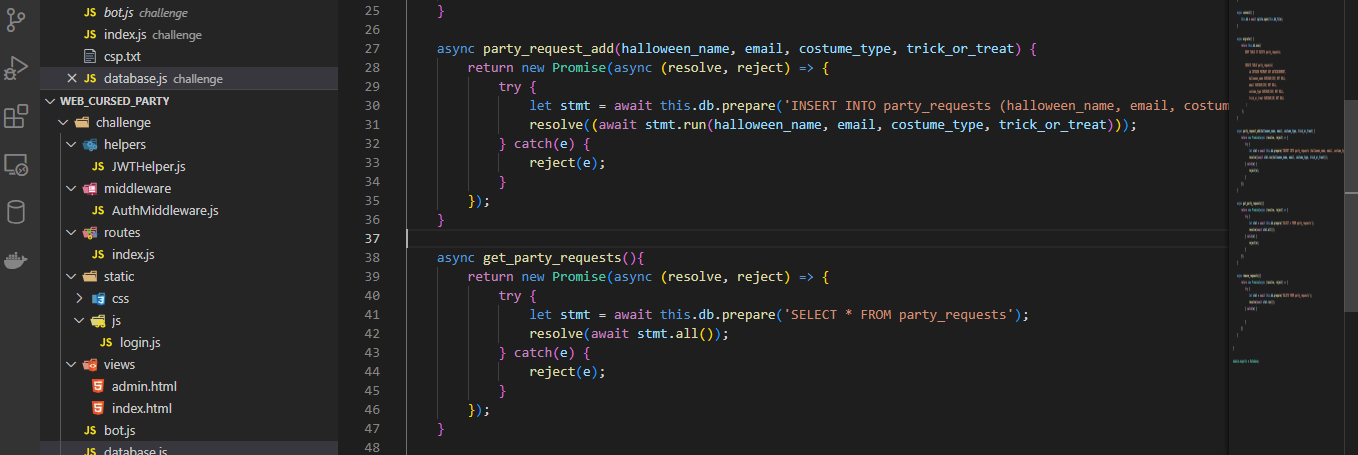 JS bot.js challenge
JS index.js challenge
csp.txt
JS database.js challenge
WEB_CURSED_PARTY
challenge
helpers
JS JWTHelper.js
middleware
JS AuthMiddleware.js
routes
JS index.js
static
css
js
JS login.js
views
admin.html
index.html
JS bot.js
JS database.js
25 }
26
27 async party_request_add(halloween_name, email, costume_type, trick_or_treat) {
28 return new Promise(async (resolve, reject) => {
29 try {
30 let stmt = await this.db.prepare('INSERT INTO party_requests (halloween_name, email, costum
31 resolve((await stmt.run(halloween_name, email, costume_type, trick_or_treat)));
32 } catch(e) {
33 reject(e);
34 }
35 });
36 }
37
38 async get_party_requests(){
39 return new Promise(async (resolve, reject) => {
40 try {
41 let stmt = await this.db.prepare('SELECT * FROM party_requests');
42 resolve(await stmt.all());
43 } catch(e) {
44 reject(e);
45 }
46 });
47 }
48